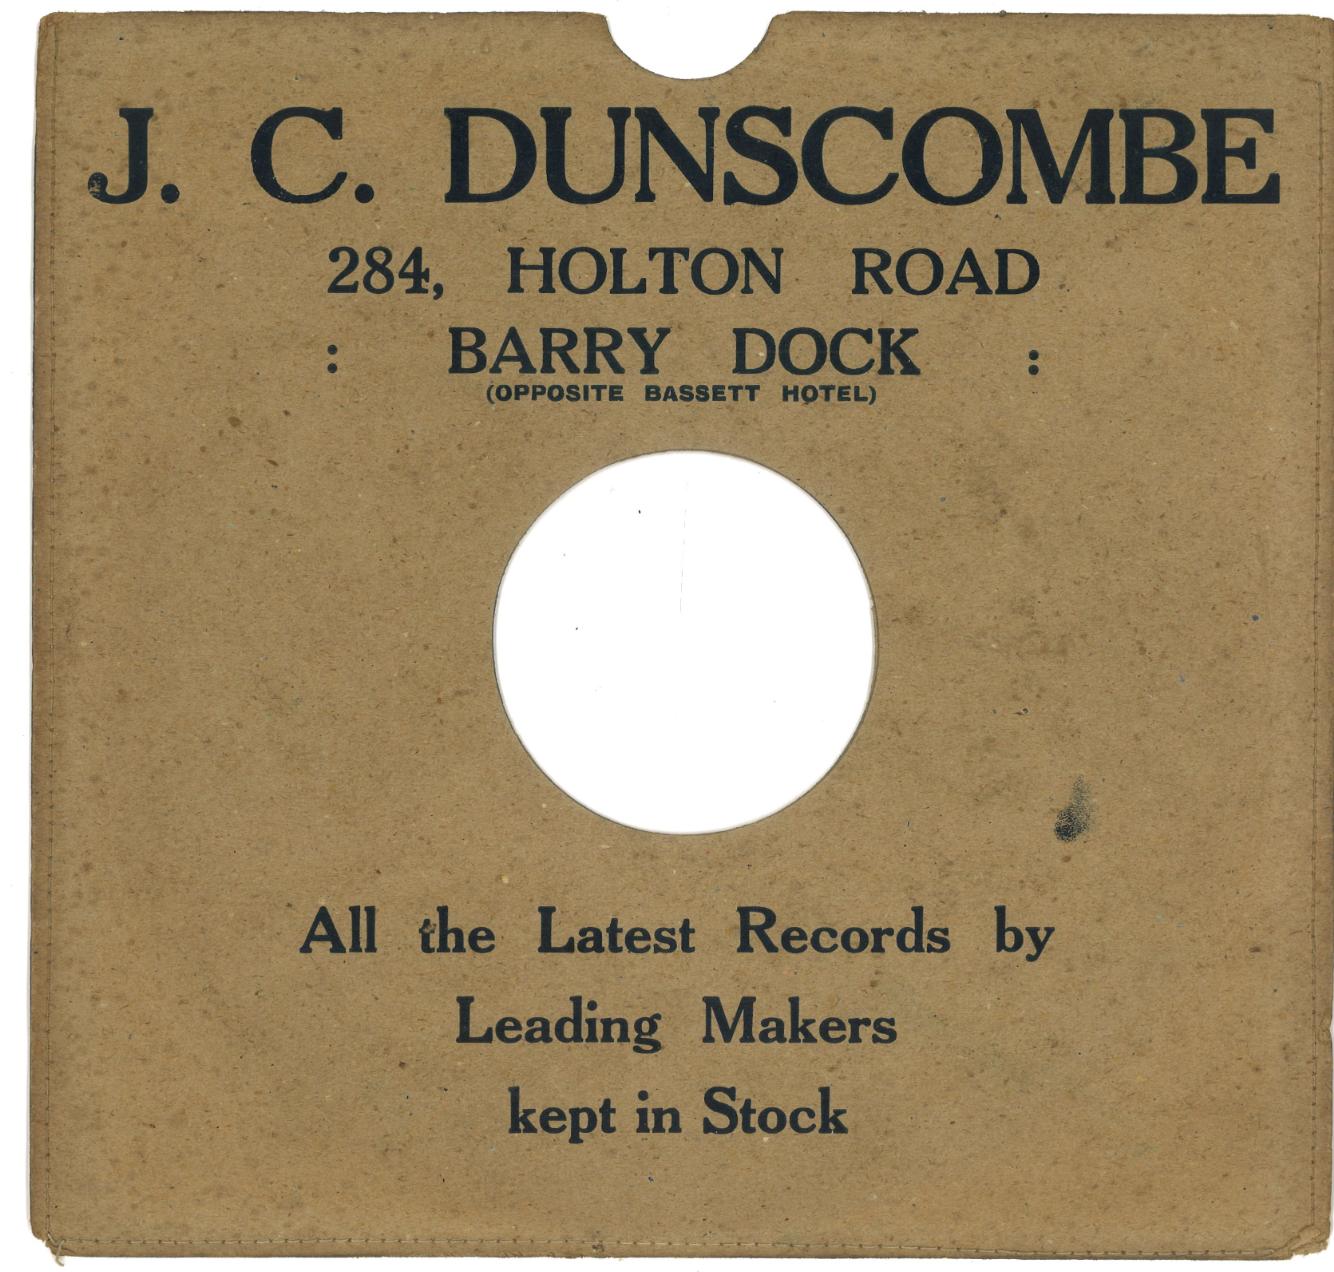 J. C. DUNSCOMBE
284, HOLTON ROAD
: BARRY DOCK :
(OPPOSITE BASSETT HOTEL)
All the Latest Records by
Leading Makers
kept in Stock